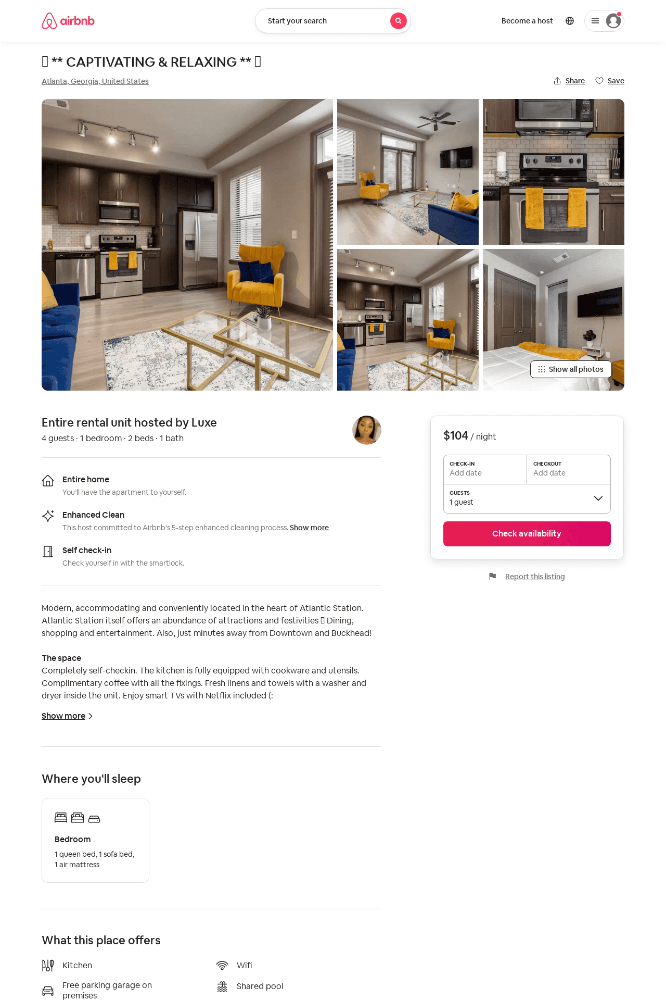 airbnb
Start your search
Become a host
** CAPTIVATING & RELAXING **
Atlanta, Georgia, United States
Share
Save
Show all photos
Entire rental unit hosted by Luxe
4 guests · 1 bedroom · 2 beds · 1 bath
Entire home
You’ll have the apartment to yourself.
Enhanced Clean
This host committed to Airbnb's 5-step enhanced cleaning process. Show more
Self check-in
Check yourself in with the smartlock.
$104 / night
CHECK-IN
Add date
CHECKOUT
Add date
GUESTS
1 guest
Check availability
Report this listing
Modern, accommodating and conveniently located in the heart of Atlantic Station.
Atlantic Station itself offers an abundance of attractions and festivities Dining,
shopping and entertainment. Also, just minutes away from Downtown and Buckhead!
The space
Completely self-checkin. The kitchen is fully equipped with cookware and utensils.
Complimentary coffee with all the fixings. Fresh linens and towels with a washer and
dryer inside the unit. Enjoy smart TVs with Netflix included (:
Show more
Where you'll sleep
Bedroom
1 queen bed, 1 sofa bed,
1 air mattress
What this place offers
Kitchen
Wifi
Free parking garage on
premises
Shared pool